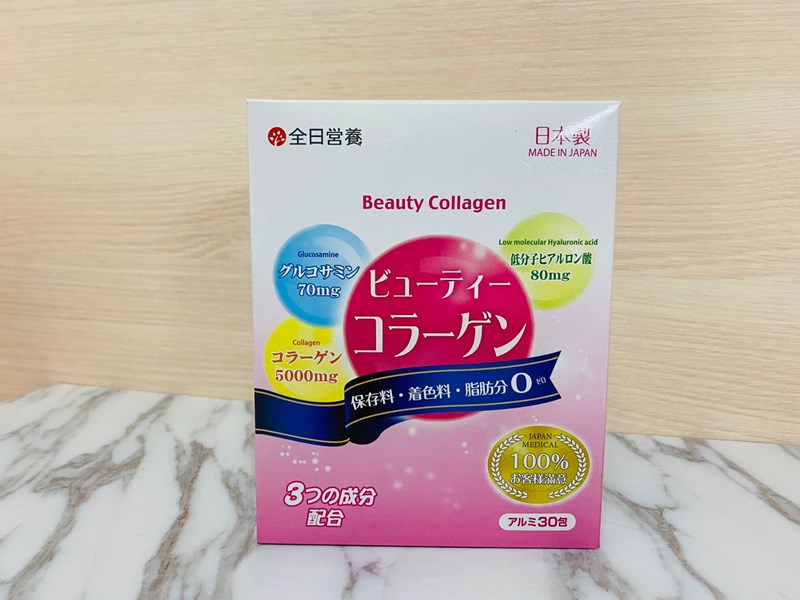 全日営養
日本製
MADE IN JAPAN
Beauty Collagen
Glucosamine
グルコサミン
70mg
Low molecular Hyaluronic acid
低分子ヒアルロン酸
80mg
ビューティー
コラーゲン
Collagen
コラーゲン
5000mg
保存料・着色料・脂肪分0ゼロ
JAPAN
MEDICAL
100%
お客様滿意
3つの成分
配合
アルミ30包